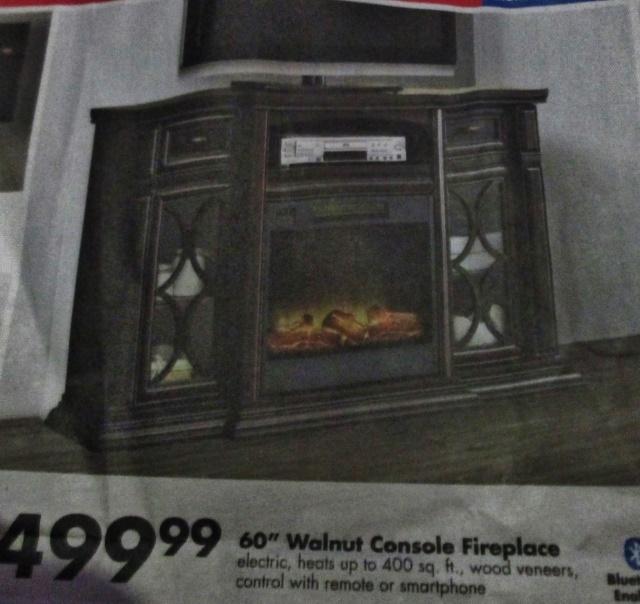 499 99
60" Walnut Console Fireplace
electric, heats up to 400 sq. ft., wood veneers,
control with remote or smartphone